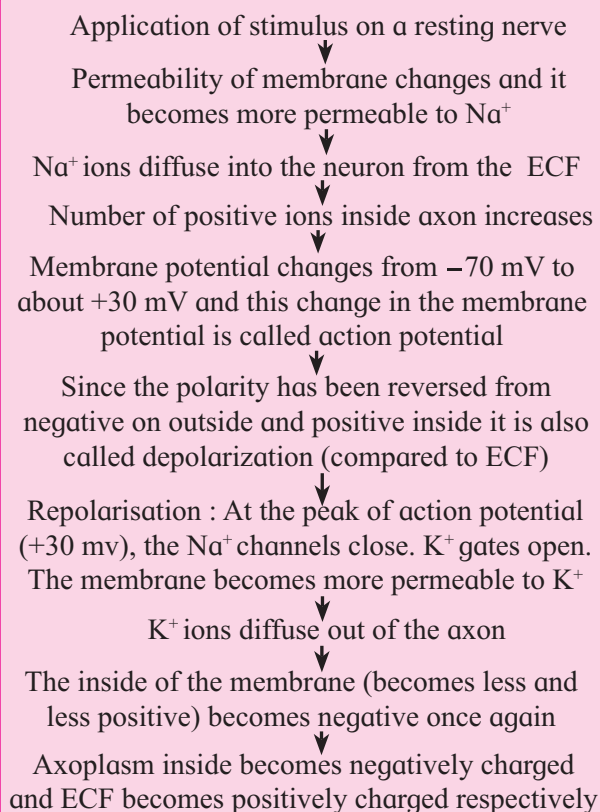 Application of stimulus on a resting nerve
Permeability of membrane changes and it
becomes more permeable to Na⁺
Na⁺ ions diffuse into the neuron from the ECF
Number of positive ions inside axon increases
Membrane potential changes from –70 mV to
about +30 mV and this change in the membrane
potential is called action potential
Since the polarity has been reversed from
negative on outside and positive inside it is also
called depolarization (compared to ECF)
Repolarisation : At the peak of action potential
(+30 mv), the Na⁺ channels close. K⁺ gates open.
The membrane becomes more permeable to K⁺
K⁺ ions diffuse out of the axon
The inside of the membrane (becomes less and
less positive) becomes negative once again
Axoplasm inside becomes negatively charged
and ECF becomes positively charged respectively